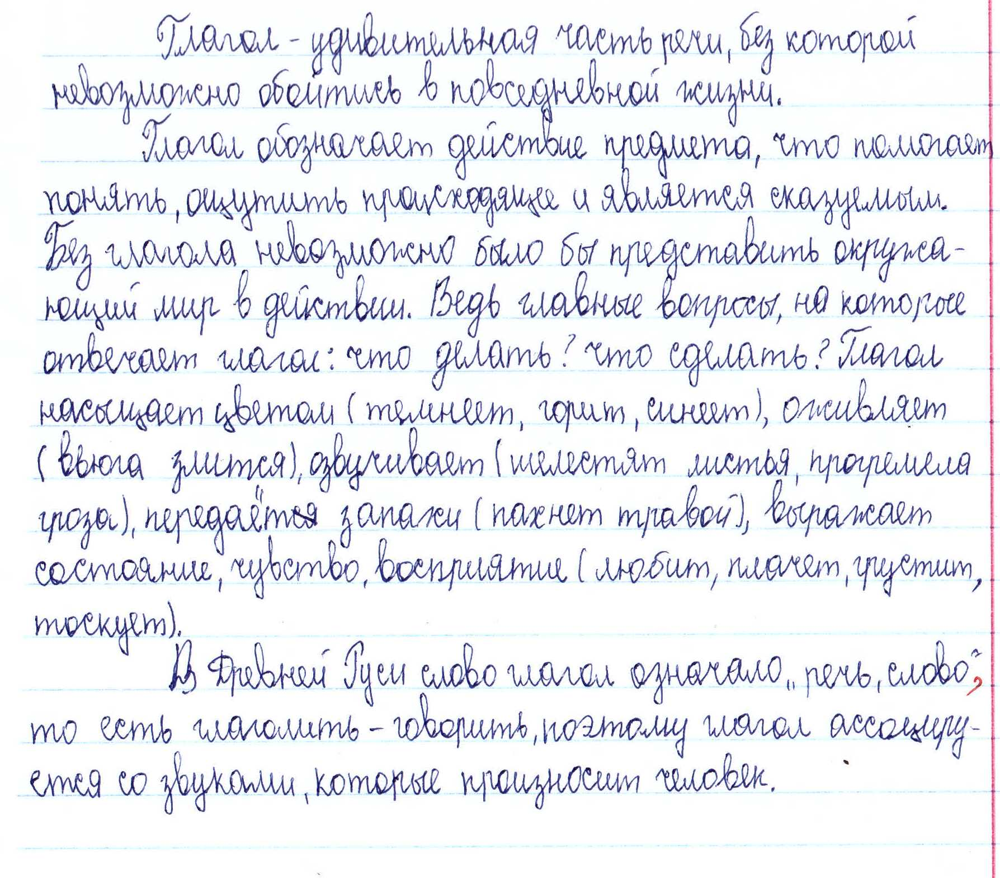 Глагол - удивительная часть речи, без которой
невозможно обойтись в повседневной жизни.
Глагол обозначает действие предмета, что помогает
понять, ощутить происходящее и является сказуемым.
Без глагола невозможно было бы представить окружа-
ющий мир в действии. Ведь главные вопросы, на которые
отвечает глагол: что делать? что сделать? Глагол
насыщает цветом (темнеет, горит, синеет), оживляет
(вьюга злится), озвучивает (шелестят листья, прогремела
гроза), передаётся запахи (пахнет травой), выражает
состояние, чувство, восприятие (любит, плачет, грустит,
тоскует).
В Древней Руси слово глагол означало „речь, слово“,
то есть глаголить – говорить, поэтому глагол ассоциру-
ется со звуками, которые произносит человек.